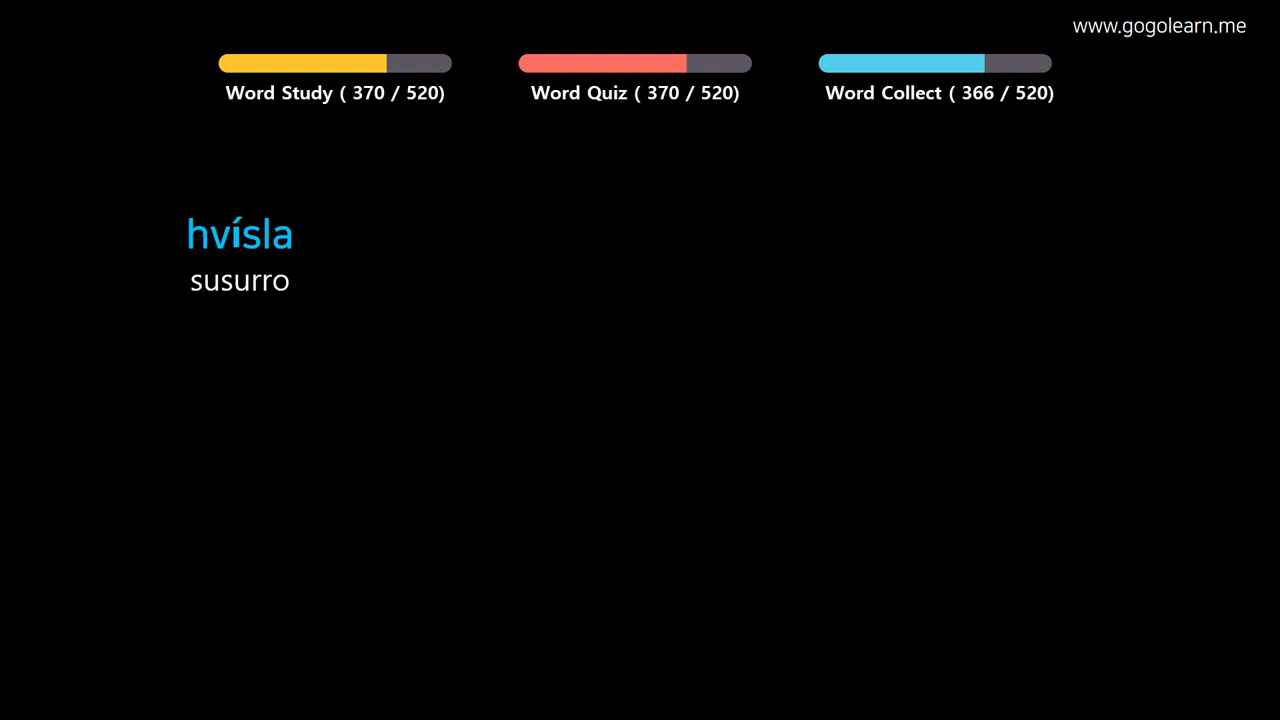 www.gogolearn.me
Word Study ( 370 / 520)
Word Quiz ( 370 / 520)
Word Collect ( 366 / 520)
hvísla
susurro